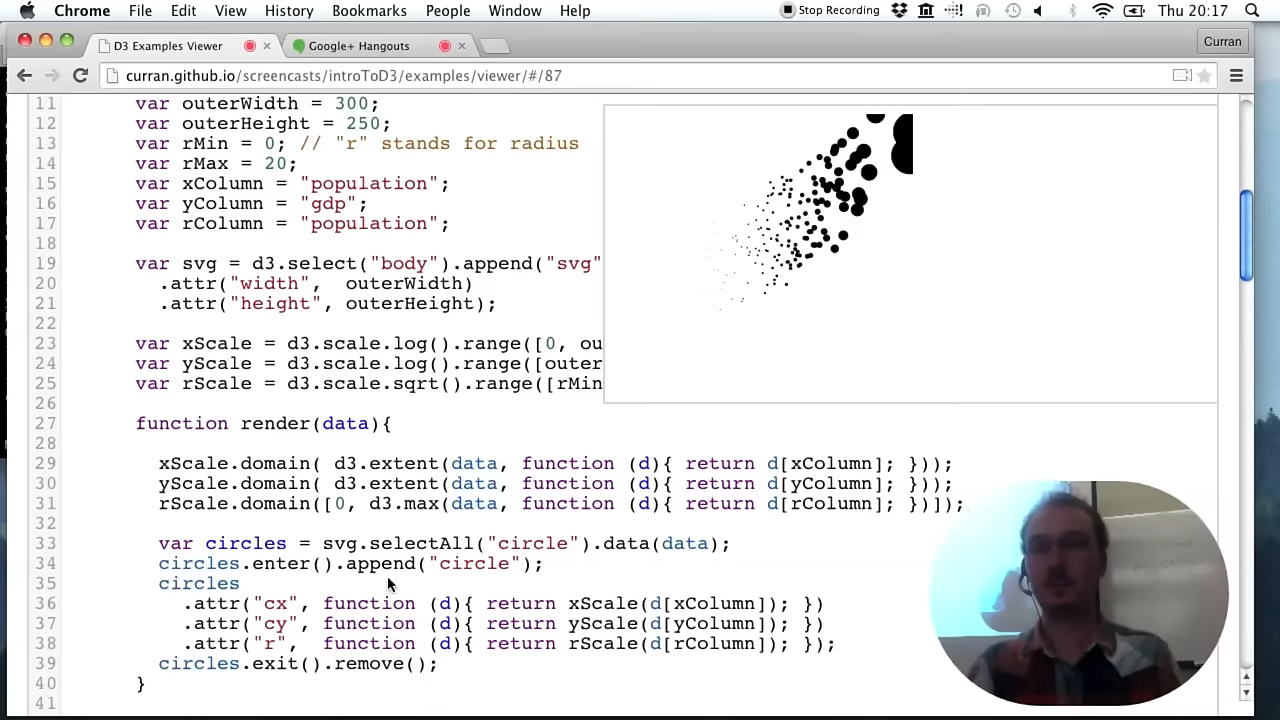 Chrome File Edit View History Bookmarks People Window Help Stop Recording Thu 20:17
D3 Examples Viewer × Google+ Hangouts × Curran
curran.github.io/screencasts/introToD3/examples/viewer/#/87
11 var outerWidth = 300;
12 var outerHeight = 250;
13 var rMin = 0; // "r" stands for radius
14 var rMax = 20;
15 var xColumn = "population";
16 var yColumn = "gdp";
17 var rColumn = "population";
18
19 var svg = d3.select("body").append("svg"
20 .attr("width", outerWidth)
21 .attr("height", outerHeight);
22
23 var xScale = d3.scale.log().range([0, ou
24 var yScale = d3.scale.log().range([outer
25 var rScale = d3.scale.sqrt().range([rMin
26
27 function render(data){
28
29 xScale.domain( d3.extent(data, function (d){ return d[xColumn]; }));
30 yScale.domain( d3.extent(data, function (d){ return d[yColumn]; }));
31 rScale.domain([0, d3.max(data, function (d){ return d[rColumn]; })]);
32
33 var circles = svg.selectAll("circle").data(data);
34 circles.enter().append("circle");
35 circles
36 .attr("cx", function (d){ return xScale(d[xColumn]); })
37 .attr("cy", function (d){ return yScale(d[yColumn]); })
38 .attr("r", function (d){ return rScale(d[rColumn]); });
39 circles.exit().remove();
40 }
41